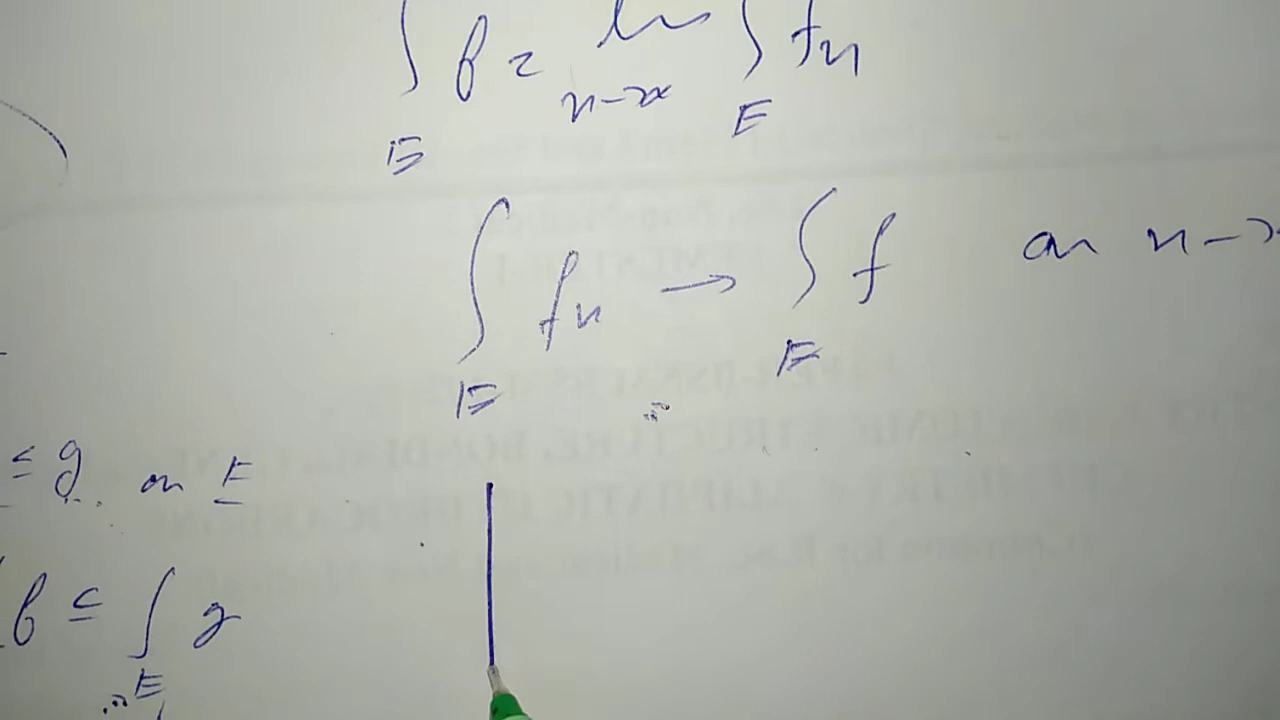 ∫_E f = lim_{n→∞} ∫_E f_n
∫_E f_n → ∫_E f as n →
≤ g on E
f ≤ ∫_E g